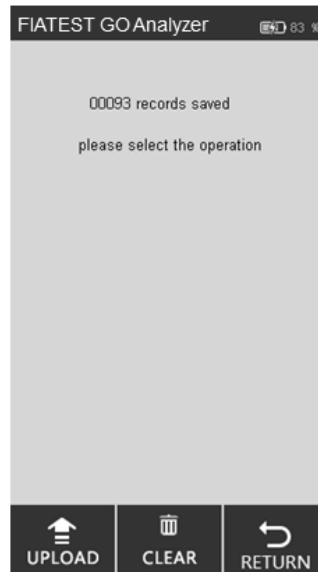 FIATEST GO Analyzer 83 %
00093 records saved
please select the operation
UPLOAD CLEAR RETURN